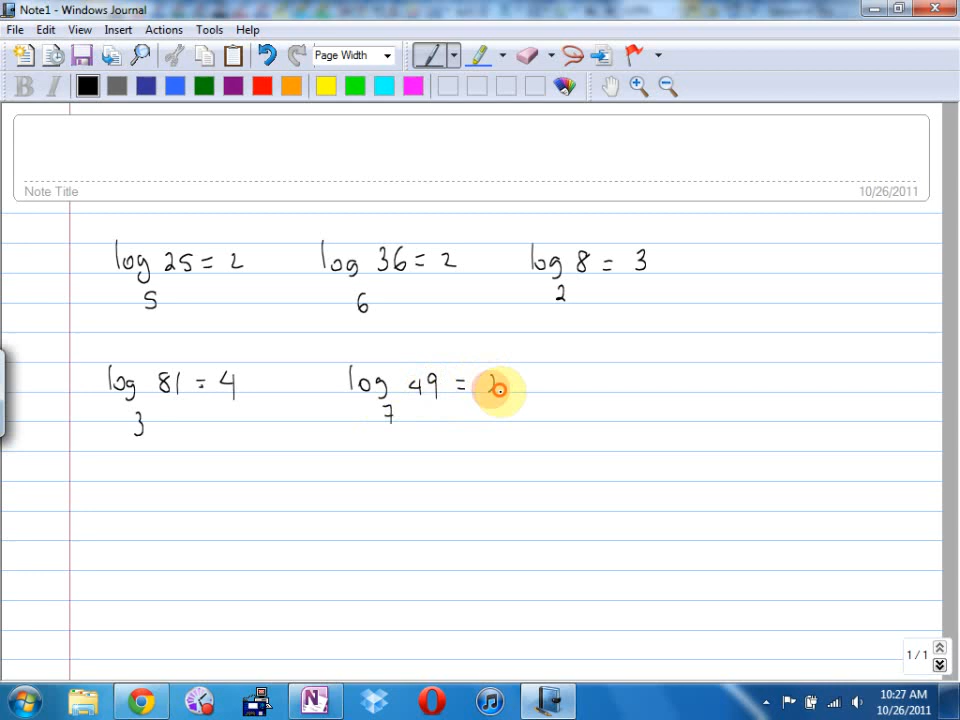 Note1 - Windows Journal
File Edit View Insert Actions Tools Help
Page Width
B I
Note Title 10/26/2011
log 25 = 2 log 36 = 2 log 8 = 3
5 6 2
log 81 = 4 log 49 = 2
3 7
1 / 1
10:27 AM
10/26/2011